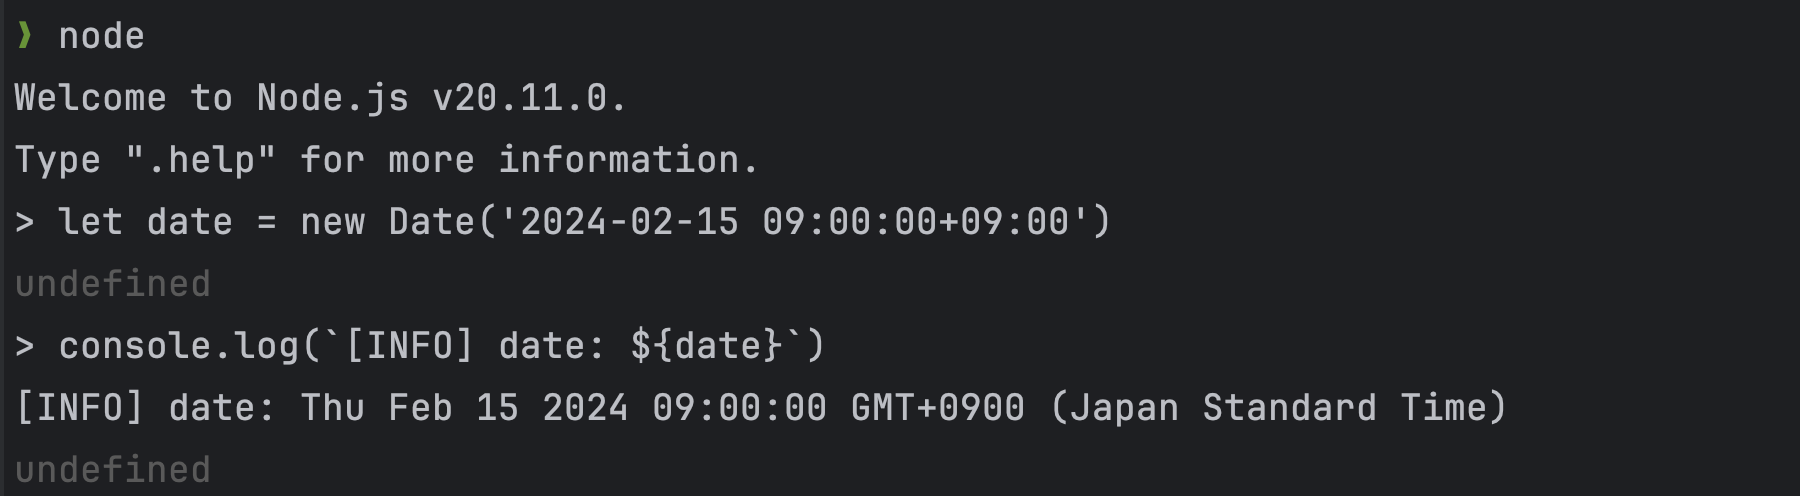 ❯ node
Welcome to Node.js v20.11.0.
Type ".help" for more information.
> let date = new Date('2024-02-15 09:00:00+09:00')
undefined
> console.log(`[INFO] date: ${date}`)
[INFO] date: Thu Feb 15 2024 09:00:00 GMT+0900 (Japan Standard Time)
undefined